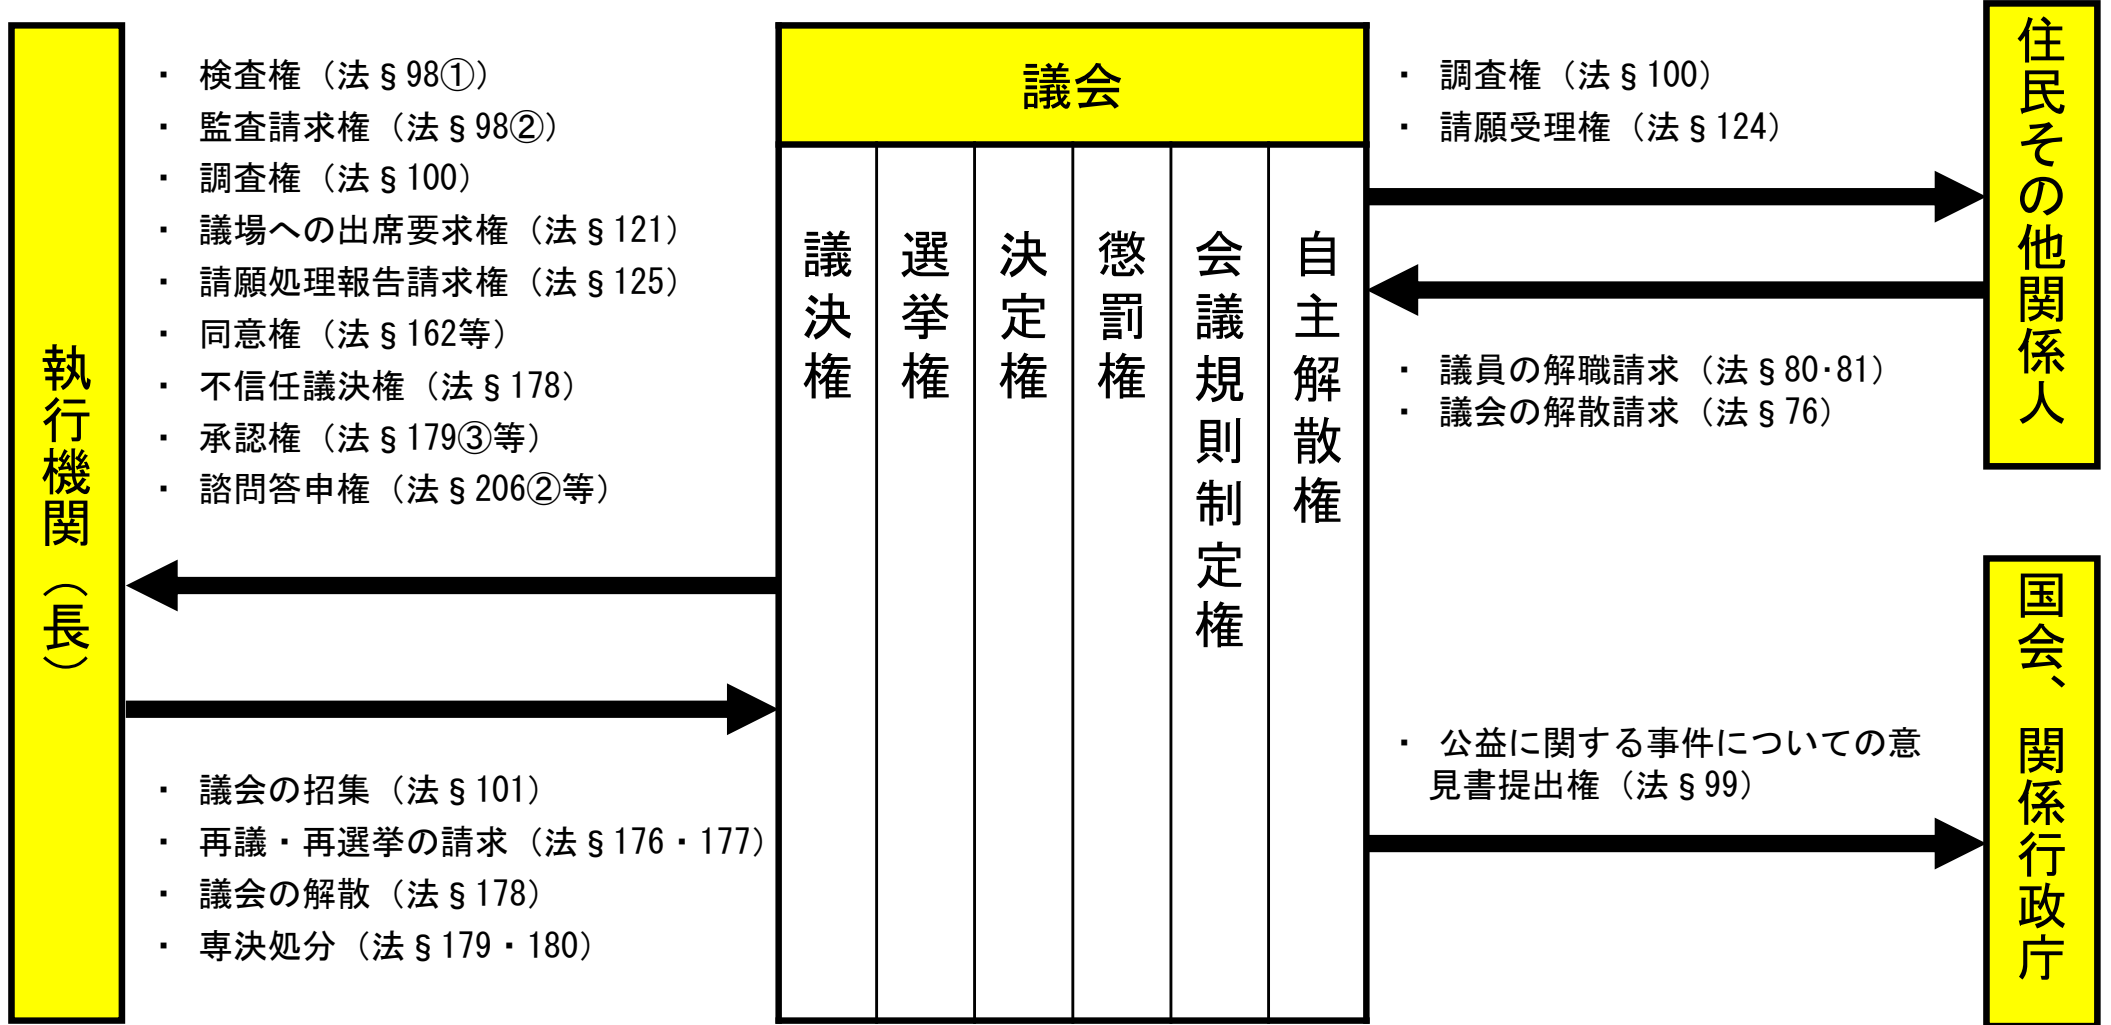 執行機関（長）
・ 検査権（法§98①）
・ 監査請求権（法§98②）
・ 調査権（法§100）
・ 議場への出席要求権（法§121）
・ 請願処理報告請求権（法§125）
・ 同意権（法§162等）
・ 不信任議決権（法§178）
・ 承認権（法§179③等）
・ 諮問答申権（法§206②等）
・ 議会の招集（法§101）
・ 再議・再選挙の請求（法§176・177）
・ 議会の解散（法§178）
・ 専決処分（法§179・180）
議会
議決権
選挙権
決定権
懲罰権
会議規則制定権
自主解散権
・ 調査権（法§100）
・ 請願受理権（法§124）
・ 議員の解職請求（法§80･81）
・ 議会の解散請求（法§76）
住民その他関係人
・ 公益に関する事件についての意
見書提出権（法§99）
国会、関係行政庁